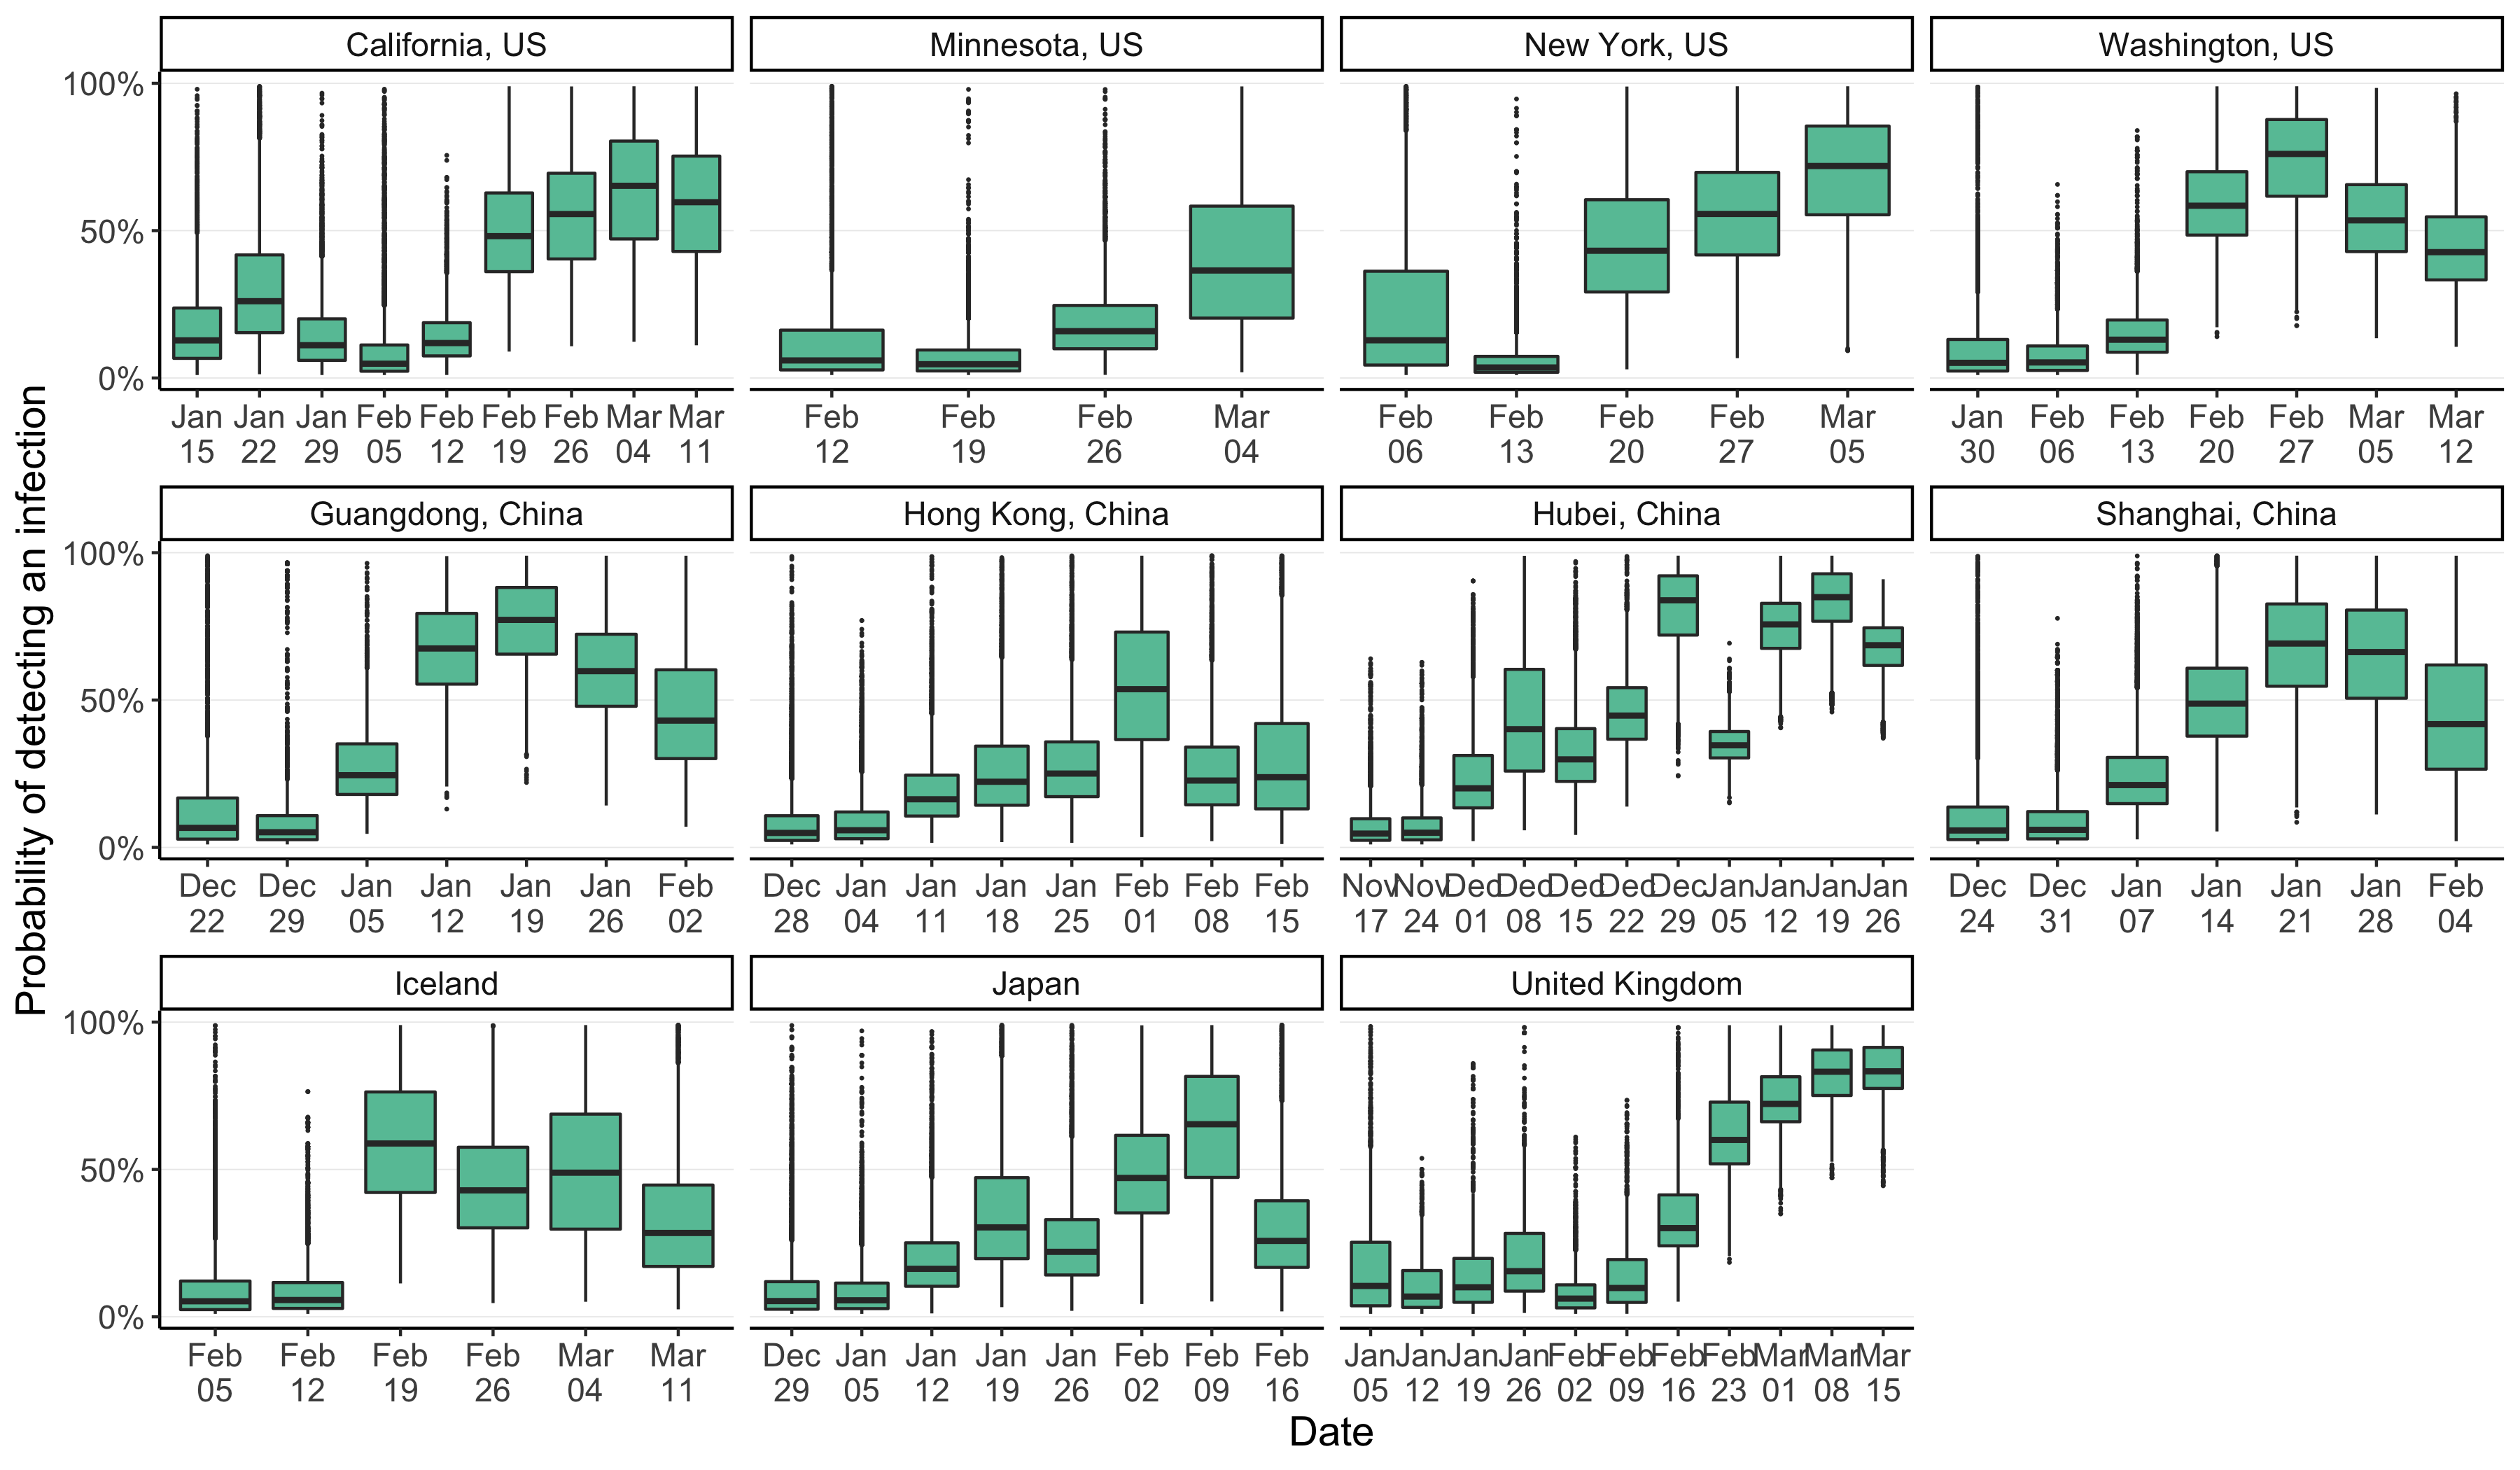 Probability of detecting an infection
California, US
Minnesota, US
New York, US
Washington, US
100%
50%
0%
Jan Jan Jan Feb Feb Feb Feb Mar Mar
15 22 29 05 12 19 26 04 11
Feb Feb Feb Mar
12 19 26 04
Feb Feb Feb Feb Mar
06 13 20 27 05
Jan Feb Feb Feb Feb Mar Mar
30 06 13 20 27 05 12
Guangdong, China
Hong Kong, China
Hubei, China
Shanghai, China
100%
50%
0%
Dec Dec Jan Jan Jan Jan Feb
22 29 05 12 19 26 02
Dec Jan Jan Jan Jan Feb Feb Feb
28 04 11 18 25 01 08 15
Nov Nov Dec Dec Dec Dec Dec Jan Jan Jan Jan
17 24 01 08 15 22 29 05 12 19 26
Dec Dec Jan Jan Jan Jan Feb
24 31 07 14 21 28 04
Iceland
Japan
United Kingdom
100%
50%
0%
Feb Feb Feb Feb Mar Mar
05 12 19 26 04 11
Dec Jan Jan Jan Jan Feb Feb Feb
29 05 12 19 26 02 09 16
Jan Jan Jan Jan Feb Feb Feb Feb Mar Mar Mar
05 12 19 26 02 09 16 23 01 08 15
Date